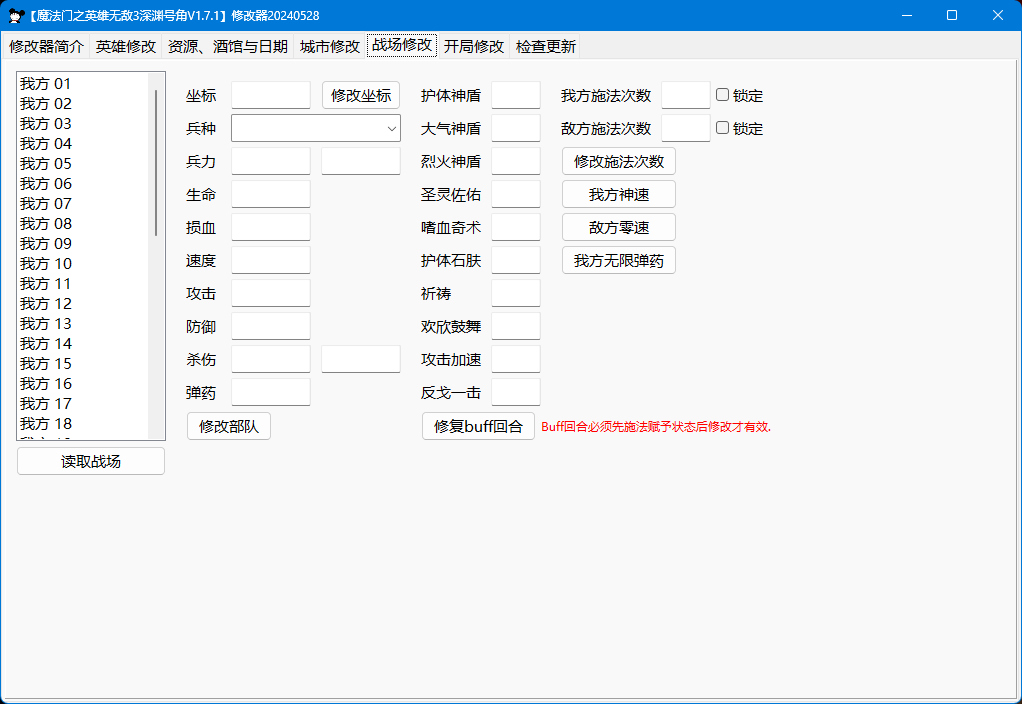 【魔法门之英雄无敌3深渊号角V1.7.1】修改器20240528
修改器简介 英雄修改 资源、酒馆与日期 城市修改 战场修改 开局修改 检查更新
我方 01
我方 02
我方 03
我方 04
我方 05
我方 06
我方 07
我方 08
我方 09
我方 10
我方 11
我方 12
我方 13
我方 14
我方 15
我方 16
我方 17
我方 18
读取战场
坐标 修改坐标
兵种
兵力
生命
损血
速度
攻击
防御
杀伤
弹药
修改部队
护体神盾
大气神盾
烈火神盾
圣灵佐佑
嗜血奇术
护体石肤
祈祷
欢欣鼓舞
攻击加速
反戈一击
修复buff回合 Buff回合必须先施法赋予状态后修改才有效.
我方施法次数 锁定
敌方施法次数 锁定
修改施法次数
我方神速
敌方零速
我方无限弹药